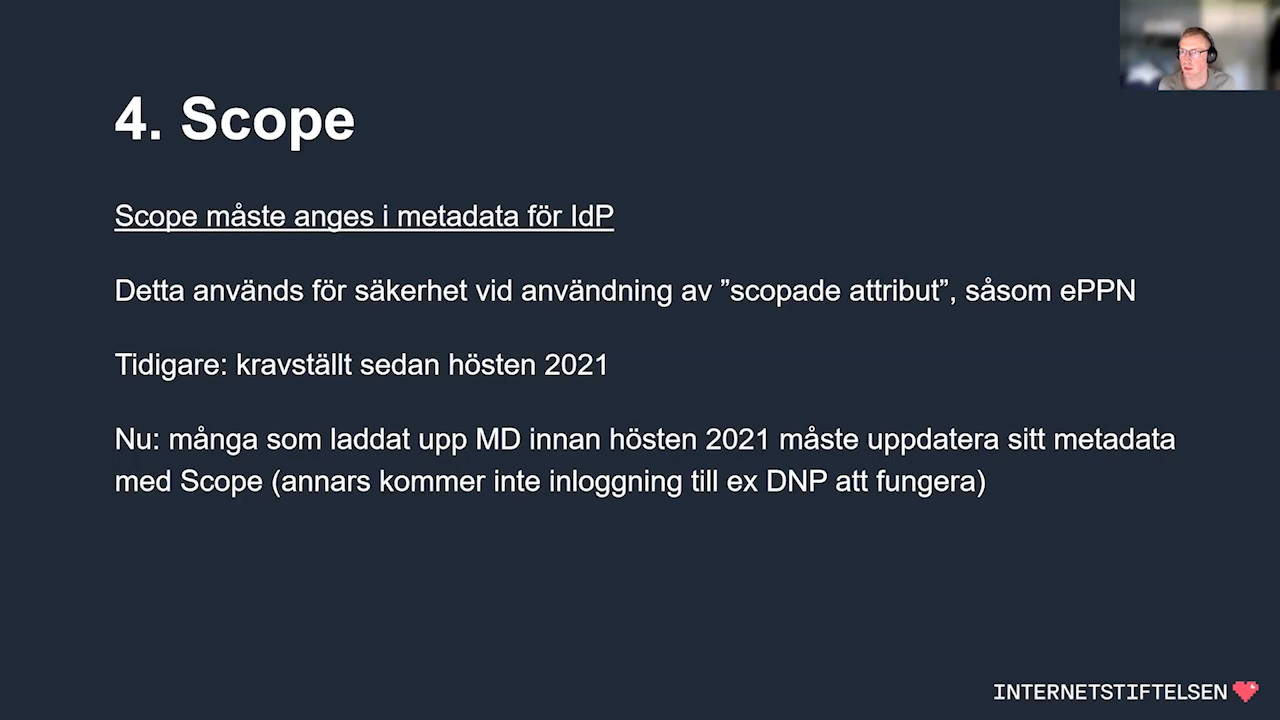 4. Scope
Scope måste anges i metadata för IdP
Detta används för säkerhet vid användning av ”scopade attribut”, såsom ePPN
Tidigare: kravställt sedan hösten 2021
Nu: många som laddat upp MD innan hösten 2021 måste uppdatera sitt metadata
med Scope (annars kommer inte inloggning till ex DNP att fungera)
INTERNETSTIFTELSEN